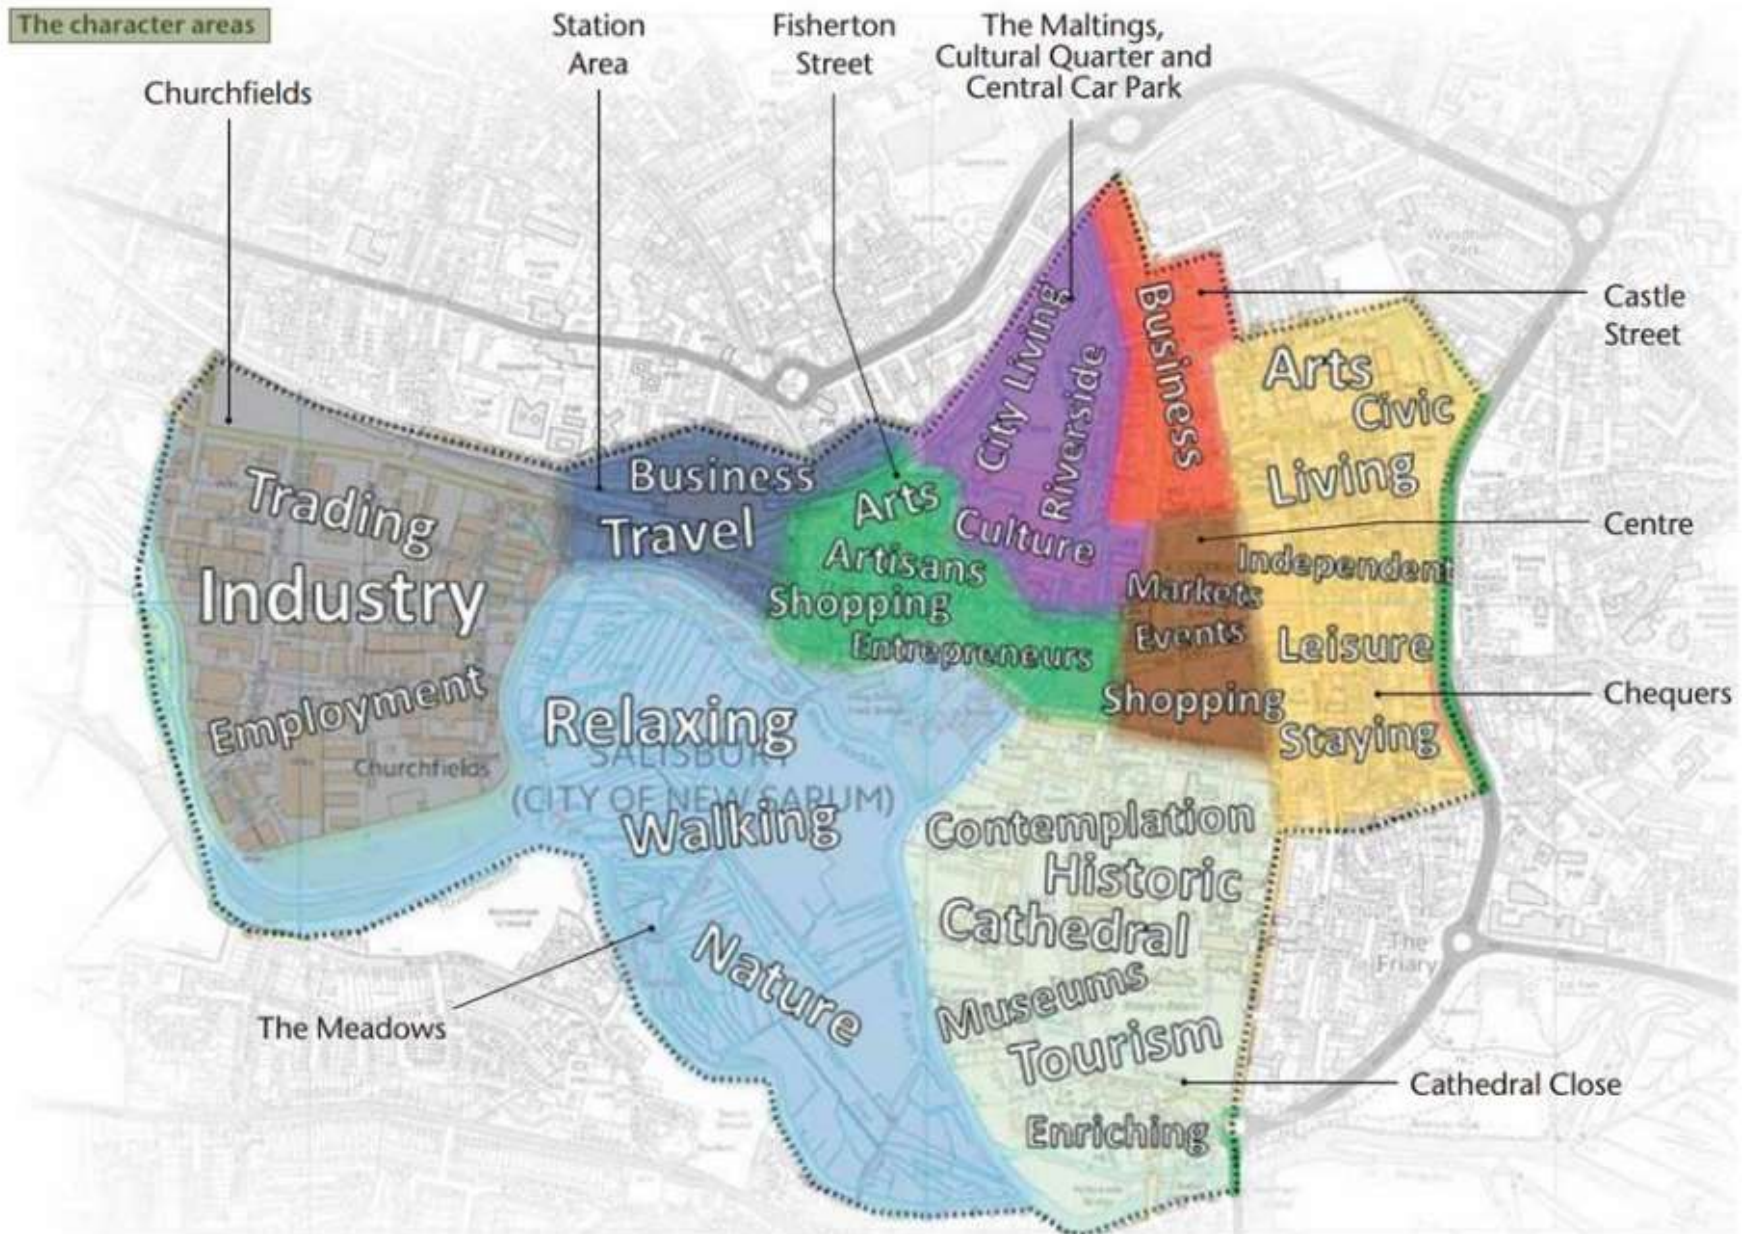 The character areas
Station
Area
Fisherton
Street
The Maltings,
Cultural Quarter and
Central Car Park
Churchfields
Castle
Street
City Living
Riverside
Culture
Business
Arts
Civic
Living
Independent
Leisure
Staying
Centre
Chequers
Business
Travel
Arts
Artisans
Shopping
Entrepreneurs
Markets
Events
Shopping
Trading
Industry
Employment
Churchfields
Relaxing
SALISBURY
(CITY OF NEW SARUM)
Walking
Nature
The Meadows
Contemplation
Historic
Cathedral
Museums
Tourism
Enriching
Cathedral Close
The
Friary